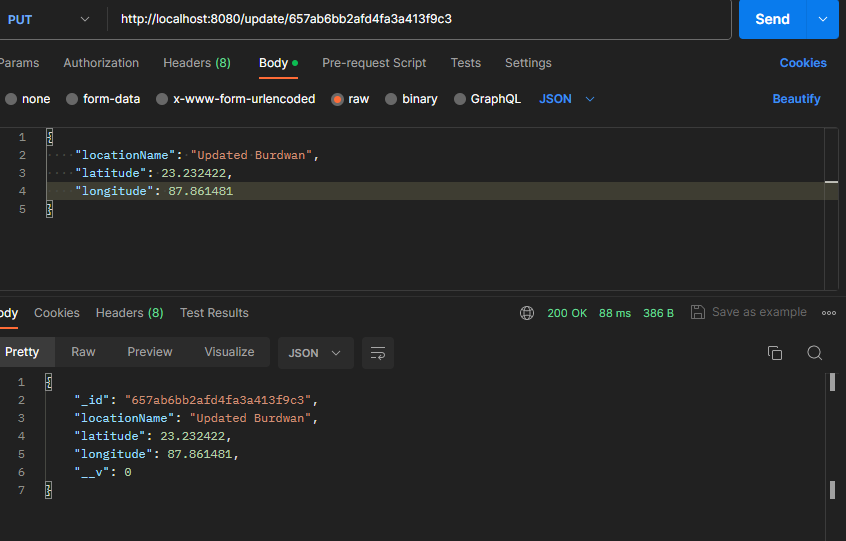 PUT http://localhost:8080/update/657ab6bb2afd4fa3a413f9c3 Send
Params Authorization Headers (8) Body Pre-request Script Tests Settings Cookies
none form-data x-www-form-urlencoded raw binary GraphQL JSON Beautify
1 {
2 "locationName": "Updated Burdwan",
3 "latitude": 23.232422,
4 "longitude": 87.861481
5 }
ody Cookies Headers (8) Test Results 200 OK 88 ms 386 B Save as example
Pretty Raw Preview Visualize JSON
1 {
2 "_id": "657ab6bb2afd4fa3a413f9c3",
3 "locationName": "Updated Burdwan",
4 "latitude": 23.232422,
5 "longitude": 87.861481,
6 "__v": 0
7 }